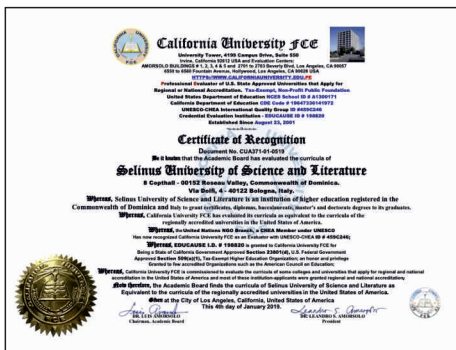 California University FCE
University Tower, 4199 Campus Drive, Suite 550
Irvine, California 92612 USA and Evaluation Centers:
AMORSOLO BUILDINGS # 1, 2, 3, 4 & 5 and 2701 to 2703 Beverly Blvd, Los Angeles, CA 90057
6550 to 6560 Fountain Avenue, Hollywood, Los Angeles, CA 90028 USA
HTTPS//WWW.CALIFORNIAUNIVERSITY.EDU.PE
Professional Evaluator of U.S. State Approved Universities that Apply for
Regional or National Accreditation. Tax-Exempt, Non-Profit Public Foundation
United States Department of Education NCES School ID # A1300171
California Department of Education CDE Code # 19647336141972
UNESCO-CHEA International Quality Group ID #459C246
Credential Evaluation Institution - EDUCAUSE ID # 198820
Established Since August 23, 2001
Certificate of Recognition
Document No. CUA371-01-0519
Be it known that the Academic Board has evaluated the curricula of
Selinus University of Science and Literature
8 Copthall - 00152 Roseau Valley, Commonwealth of Dominica.
Via Bolfi, 4 - 40122 Bologna, Italy.
Whereas, Selinus University of Science and Literature is an institution of higher education registered in the
Commonwealth of Dominica and Italy to grant certificates, diplomas, baccalaureate, master's and doctorate degrees to its graduates.
Whereas, California University FCE has evaluated its curricula as equivalent to the curricula of the
regionally accredited universities in the United States of America.
Whereas, the United Nations NGO Branch, a CHEA Member under UNESCO
Has now recognized California University FCE as an Evaluator with UNESCO-CHEA ID # 459C246;
Whereas, EDUCAUSE I.D. # 198820 is granted to California University FCE for
Being a State of California Government Approved Section 23801(d), U.S. Federal Government
Approved Section 509(a)(1), Tax-Exempt Higher Education Organization; an honor and privilege
Granted to few accredited Organizations such as the American Council on Education;
Whereas, California University FCE is commissioned to evaluate the curricula of some colleges and universities that apply for regional and national
accreditation in the United States of America and most of these institution-applicants were granted regional and national accreditation;
Now therefore, the Academic Board finds the curricula of Selinus University of Science and Literature as
Equivalent to the curricula of the regionally accredited universities in the United States of America.
Given at the City of Los Angeles, California, United States of America
This 4th day of January 2019.
DR. LUIS AMORSOLO
Chairman, Academic Board
DR LEANDRO S. AMORSOLO
President